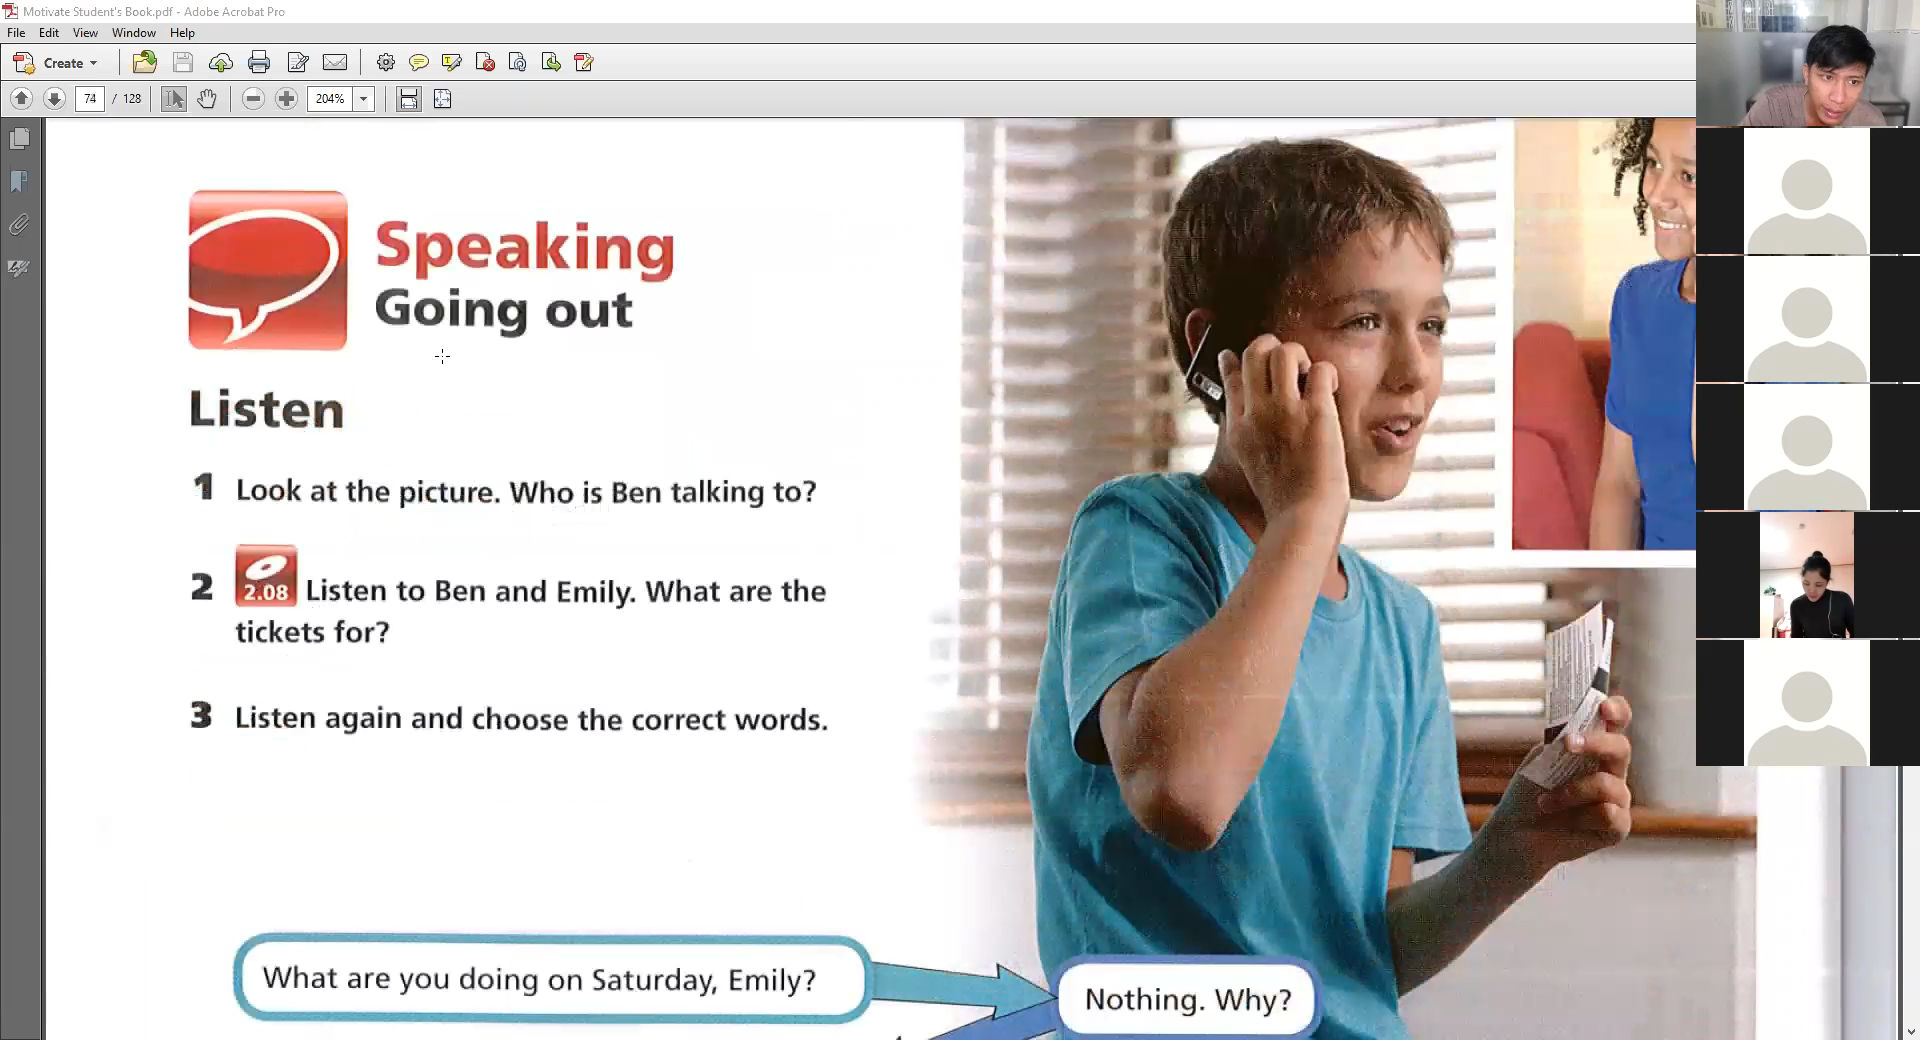 Motivate Student's Book.pdf - Adobe Acrobat Pro
File Edit View Window Help
Create
74 / 128 204%
Speaking
Going out
Listen
1 Look at the picture. Who is Ben talking to?
2 2.08 Listen to Ben and Emily. What are the
tickets for?
3 Listen again and choose the correct words.
What are you doing on Saturday, Emily?
Nothing. Why?